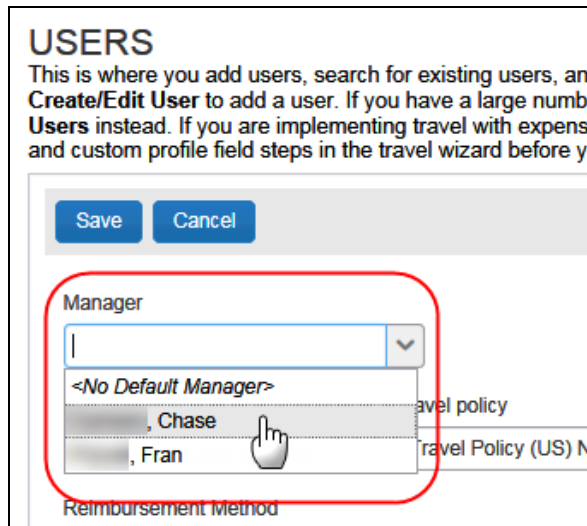 USERS
This is where you add users, search for existing users, an
Create/Edit User to add a user. If you have a large numb
Users instead. If you are implementing travel with expens
and custom profile field steps in the travel wizard before y
Save Cancel
Manager
<No Default Manager>
, Chase
avel policy
, Fran
Travel Policy (US) N
Reimbursement Method